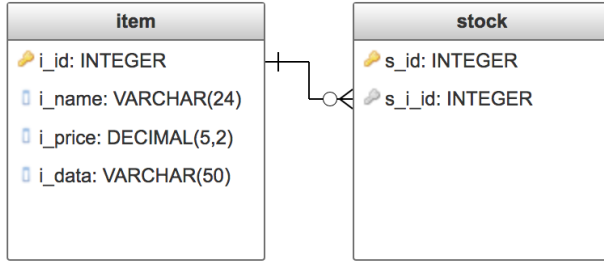 item
i_id: INTEGER
i_name: VARCHAR(24)
i_price: DECIMAL(5,2)
i_data: VARCHAR(50)
stock
s_id: INTEGER
s_i_id: INTEGER